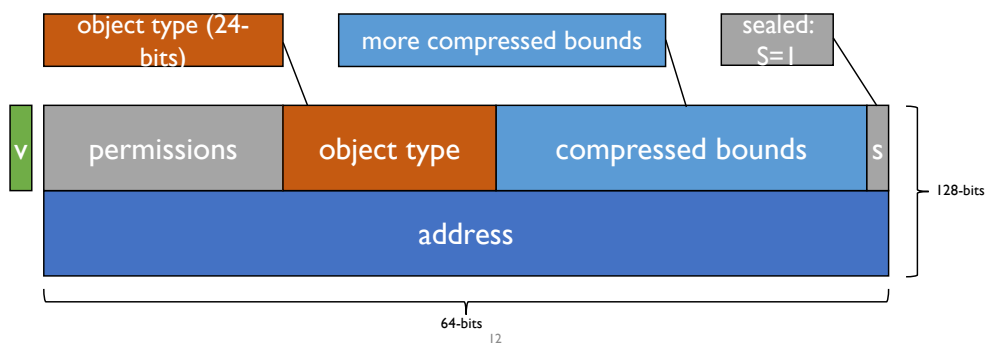 object type (24-
bits)
more compressed bounds
sealed:
S=1
v
permissions
object type
compressed bounds
s
128-bits
address
64-bits
12